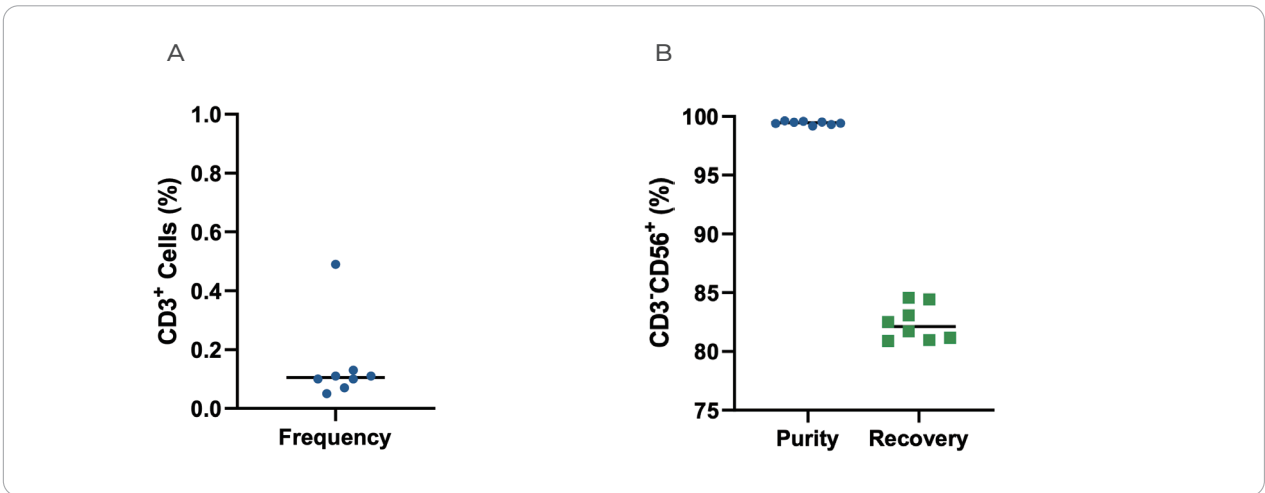 A
CD3⁺ Cells (%)
1.0
0.8
0.6
0.4
0.2
0.0
Frequency
B
CD3⁻CD56⁺ (%)
100
95
90
85
80
75
Purity Recovery